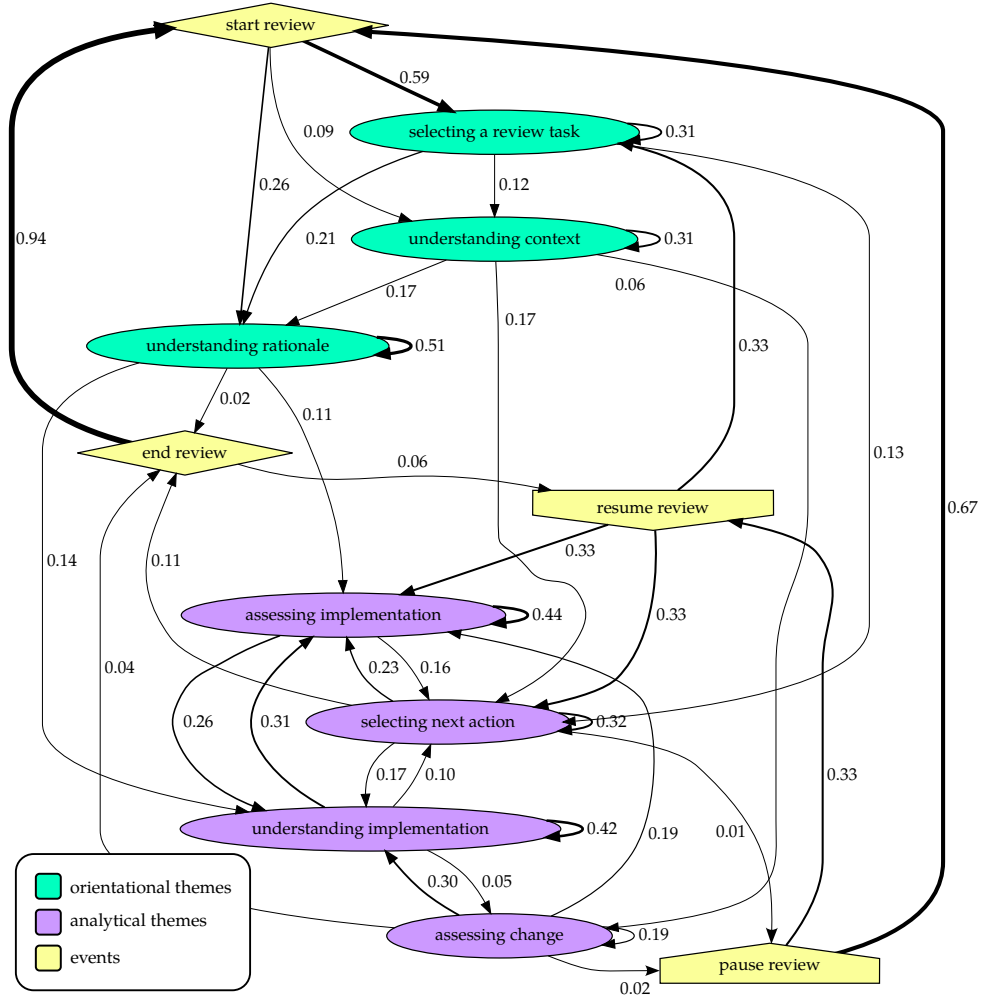 start review
0.59
0.09
selecting a review task
0.31
0.26
0.12
0.94
0.21
understanding context
0.31
0.06
0.17
0.17
understanding rationale
0.51
0.33
0.02
0.11
end review
0.06
0.13
resume review
0.67
0.33
0.14
0.11
assessing implementation
0.44
0.33
0.04
0.23
0.16
0.26
0.31
selecting next action
0.32
0.17
0.10
0.33
understanding implementation
0.42
0.19
0.01
0.30
0.05
orientational themes
analytical themes
events
assessing change
0.19
pause review
0.02